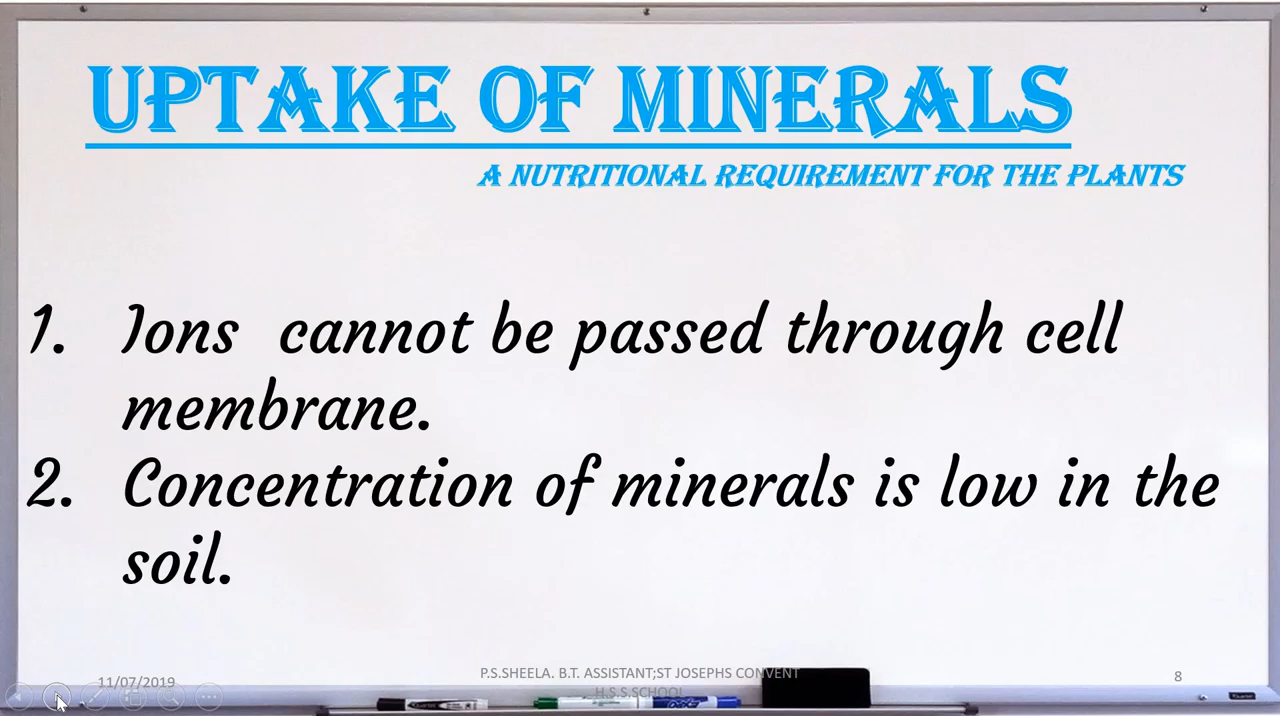 UPTAKE OF MINERALS
A NUTRITIONAL REQUIREMENT FOR THE PLANTS
1. Ions cannot be passed through cell
membrane.
2. Concentration of minerals is low in the
soil.
11/07/2019
P.S.SHEELA. B.T. ASSISTANT;ST JOSEPHS CONVENT
H.S.S.SCHOOL
8